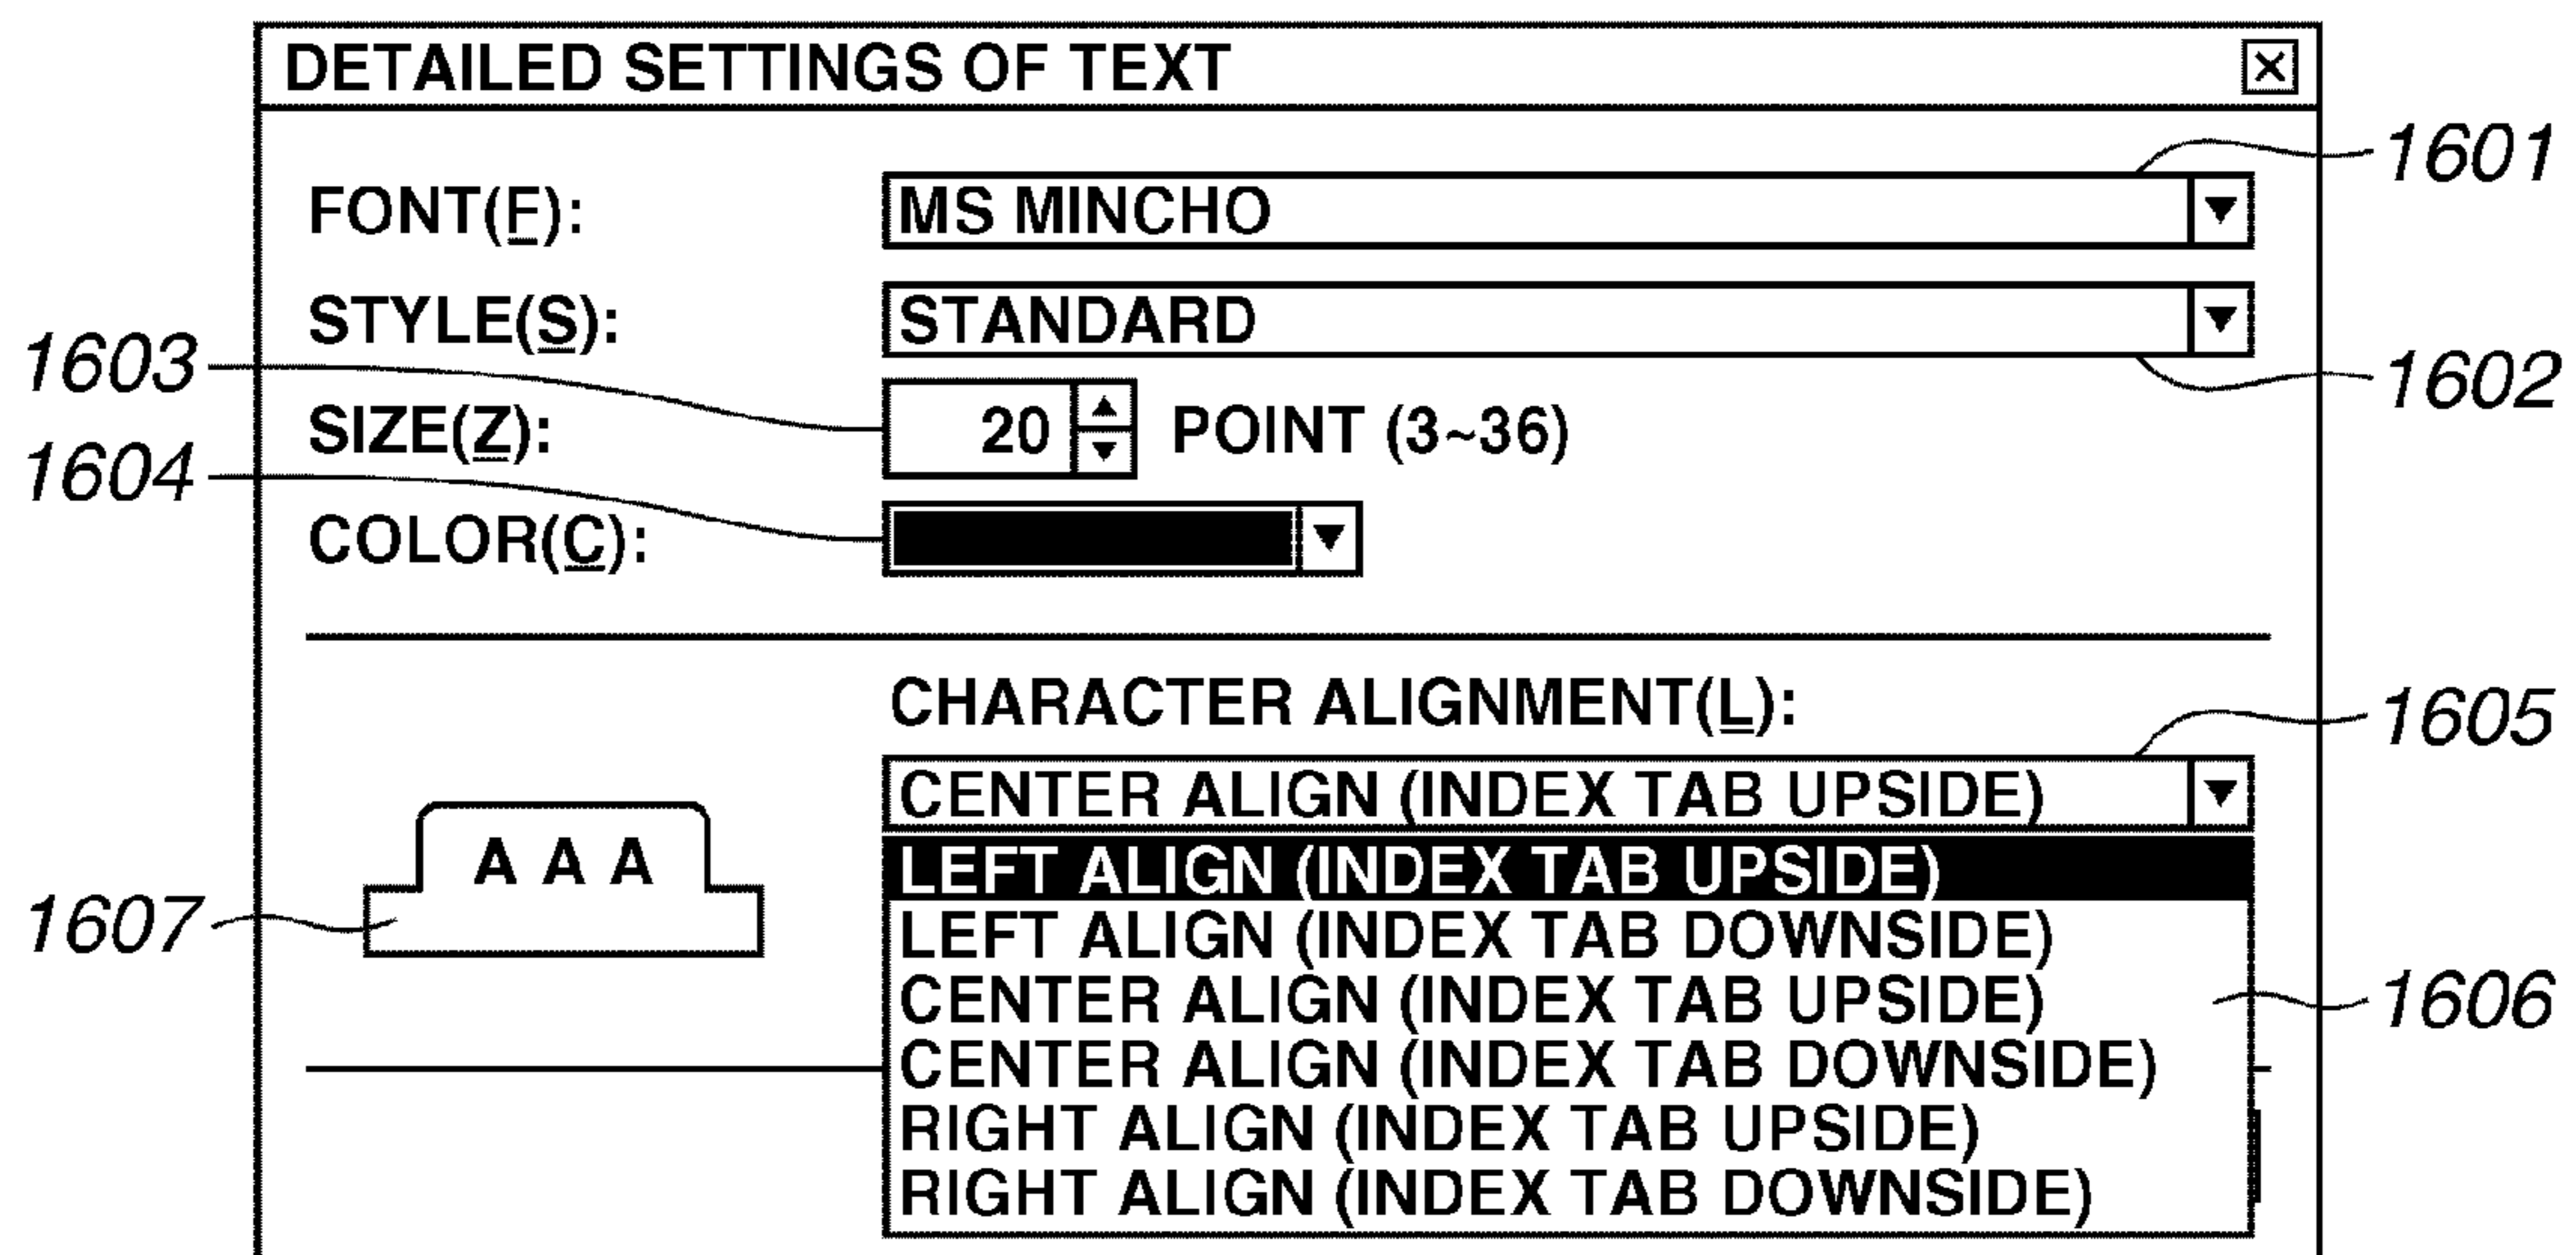 DETAILED SETTINGS OF TEXT
1601
FONT(F): MS MINCHO
STYLE(S): STANDARD
1603
1602
SIZE(Z): 20 POINT (3~36)
1604
COLOR(C):
CHARACTER ALIGNMENT(L):
1605
CENTER ALIGN (INDEX TAB UPSIDE)
A A A
LEFT ALIGN (INDEX TAB UPSIDE)
1607
LEFT ALIGN (INDEX TAB DOWNSIDE)
CENTER ALIGN (INDEX TAB UPSIDE)
1606
CENTER ALIGN (INDEX TAB DOWNSIDE)
RIGHT ALIGN (INDEX TAB UPSIDE)
RIGHT ALIGN (INDEX TAB DOWNSIDE)